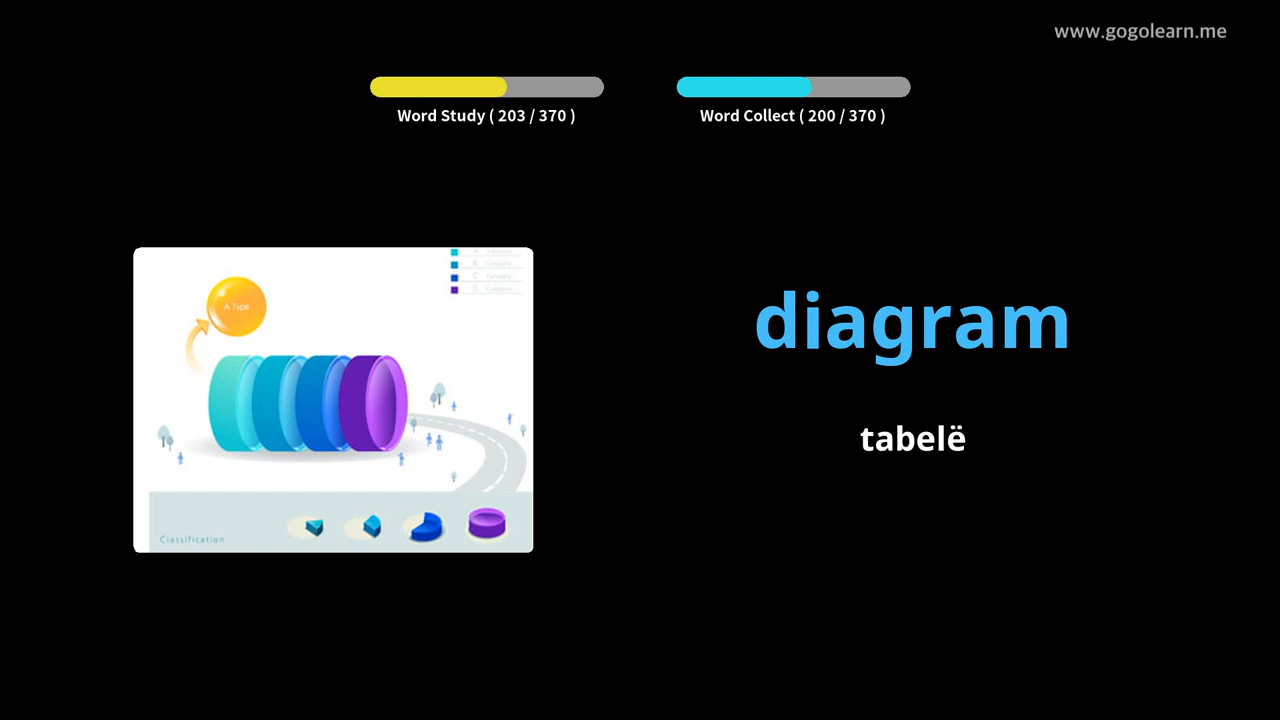 www.gogolearn.me
Word Study ( 203 / 370 )
Word Collect ( 200 / 370 )
A Type
A
B
C
diagram
tabelë
Classification